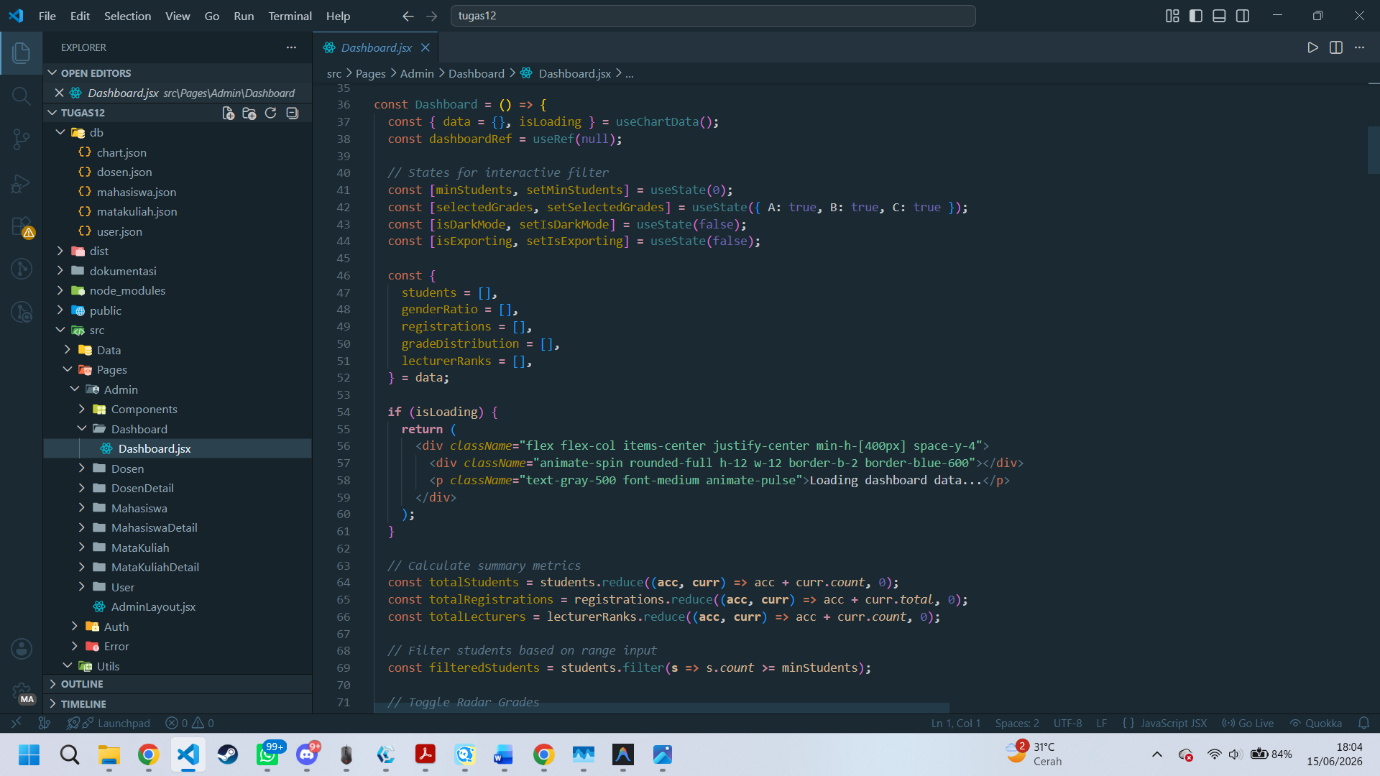 File Edit Selection View Go Run Terminal Help
tugas12
EXPLORER
Dashboard.jsx
OPEN EDITORS
Dashboard.jsx src\Pages\Admin\Dashboard
TUGAS12
db
chart.json
dosen.json
mahasiswa.json
matakuliah.json
user.json
dist
dokumentasi
node_modules
public
src
Data
Pages
Admin
Components
Dashboard
Dashboard.jsx
Dosen
DosenDetail
Mahasiswa
MahasiswaDetail
MataKuliah
MataKuliahDetail
User
AdminLayout.jsx
Auth
Error
Utils
OUTLINE
TIMELINE
MA
src > Pages > Admin > Dashboard > Dashboard.jsx > ...
35
36 const Dashboard = () => {
37 const { data = {}, isLoading } = useChartData();
38 const dashboardRef = useRef(null);
39
40 // States for interactive filter
41 const [minStudents, setMinStudents] = useState(0);
42 const [selectedGrades, setSelectedGrades] = useState({ A: true, B: true, C: true });
43 const [isDarkMode, setIsDarkMode] = useState(false);
44 const [isExporting, setIsExporting] = useState(false);
45
46 const {
47 students = [],
48 genderRatio = [],
49 registrations = [],
50 gradeDistribution = [],
51 lecturerRanks = [],
52 } = data;
53
54 if (isLoading) {
55 return (
56 <div className="flex flex-col items-center justify-center min-h-[400px] space-y-4">
57 <div className="animate-spin rounded-full h-12 w-12 border-b-2 border-blue-600"></div>
58 <p className="text-gray-500 font-medium animate-pulse">Loading dashboard data...</p>
59 </div>
60 );
61 }
62
63 // Calculate summary metrics
64 const totalStudents = students.reduce((acc, curr) => acc + curr.count, 0);
65 const totalRegistrations = registrations.reduce((acc, curr) => acc + curr.total, 0);
66 const totalLecturers = lecturerRanks.reduce((acc, curr) => acc + curr.count, 0);
67
68 // Filter students based on range input
69 const filteredStudents = students.filter(s => s.count >= minStudents);
70
71 // Toggle Radar Grades
Launchpad 0 0 Ln 1, Col 1 Spaces: 2 UTF-8 LF { } JavaScript JSX Go Live Quokka
99+
9+
2
31°C
Cerah
84%
18:04
15/06/2026